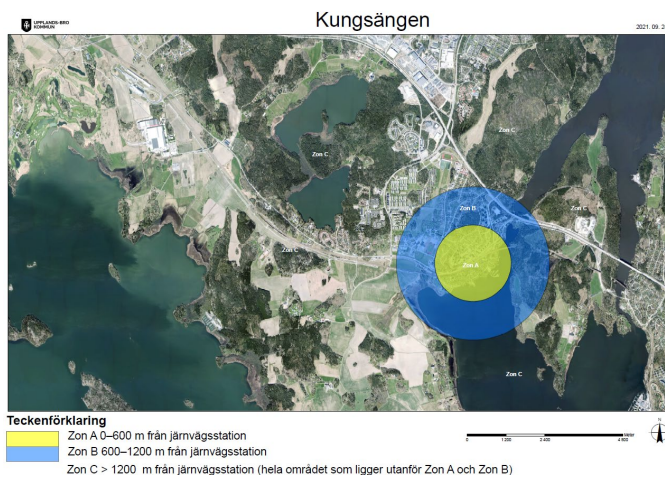 UPPLANDS-BRO
KOMMUN
Kungsängen
2021. 09. 2
Zon C
Zon C
Zon B
Zon C
Zon C
Zon A
Zon C
Teckenförklaring
Zon A 0–600 m från järnvägsstation
Zon B 600–1200 m från järnvägsstation
Zon C > 1200 m från järnvägsstation (hela området som ligger utanför Zon A och Zon B)
0 1 200 2 400 4 800 Meter
N